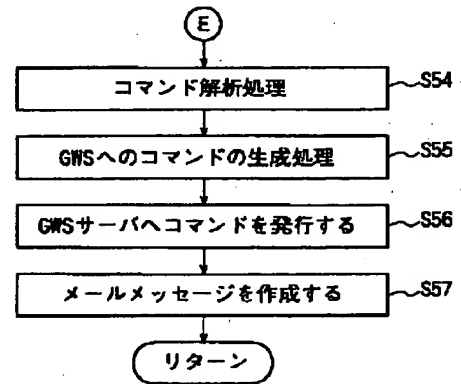 E
コマンド解析処理 S54
GWSへのコマンドの生成処理 S55
GWSサーバへコマンドを発行する S56
メールメッセージを作成する S57
リターン